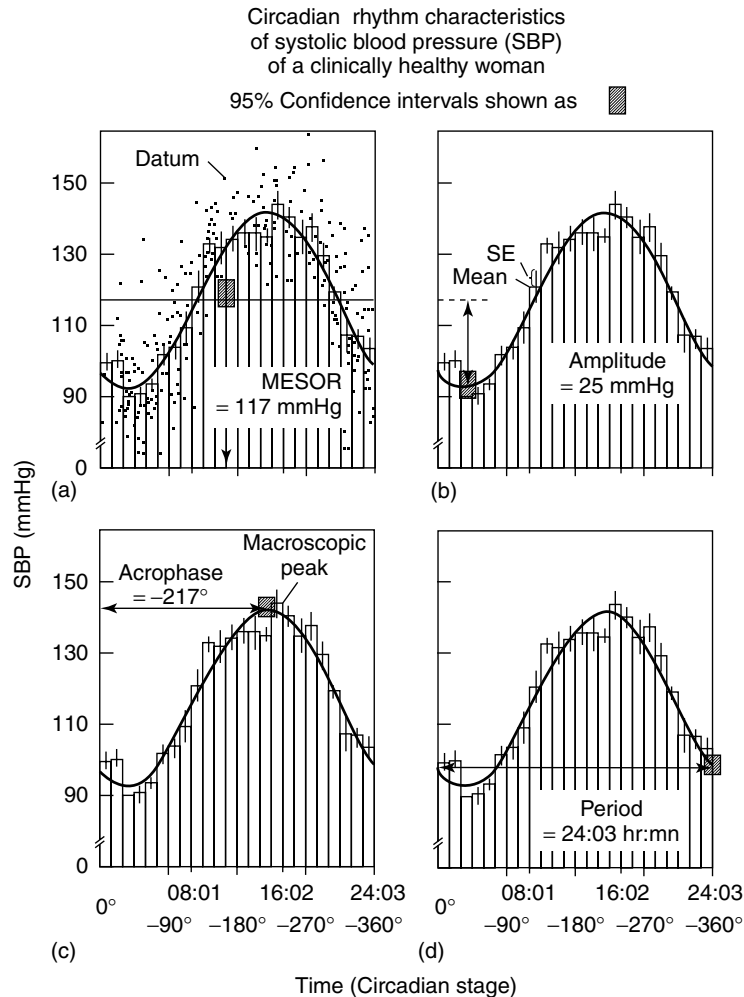 Circadian rhythm characteristics
of systolic blood pressure (SBP)
of a clinically healthy woman
95% Confidence intervals shown as
SBP (mmHg)
150
130
110
90
0
Datum
MESOR
= 117 mmHg
(a)
SE
Mean
Amplitude
= 25 mmHg
(b)
150
130
110
90
0
Acrophase
= −217°
Macroscopic
peak
08:01 16:02 24:03
0° −90° −180° −270° −360°
(c)
Period
= 24:03 hr:mn
08:01 16:02 24:03
0° −90° −180° −270° −360°
(d)
Time (Circadian stage)